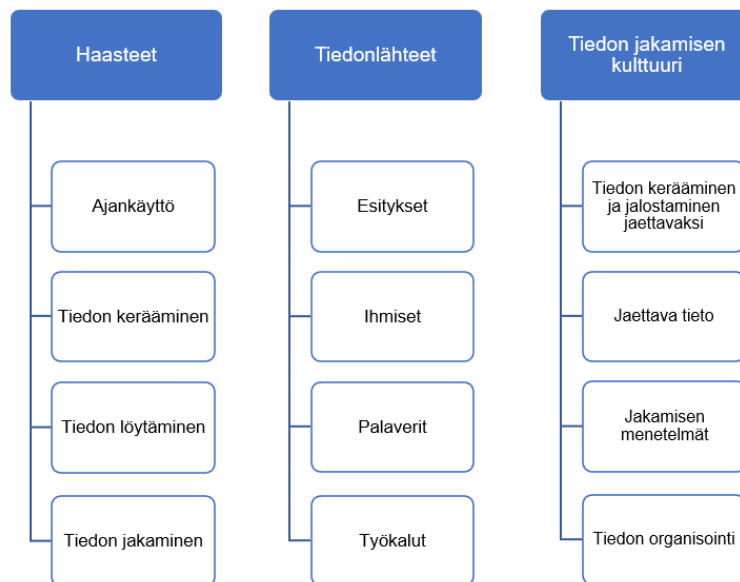 Haasteet
Ajankäyttö
Tiedon kerääminen
Tiedon löytäminen
Tiedon jakaminen
Tiedonlähteet
Esitykset
Ihmiset
Palaverit
Työkalut
Tiedon jakamisen
kulttuuri
Tiedon kerääminen
ja jalostaminen
jaettavaksi
Jaettava tieto
Jakamisen
menetelmät
Tiedon organisointi